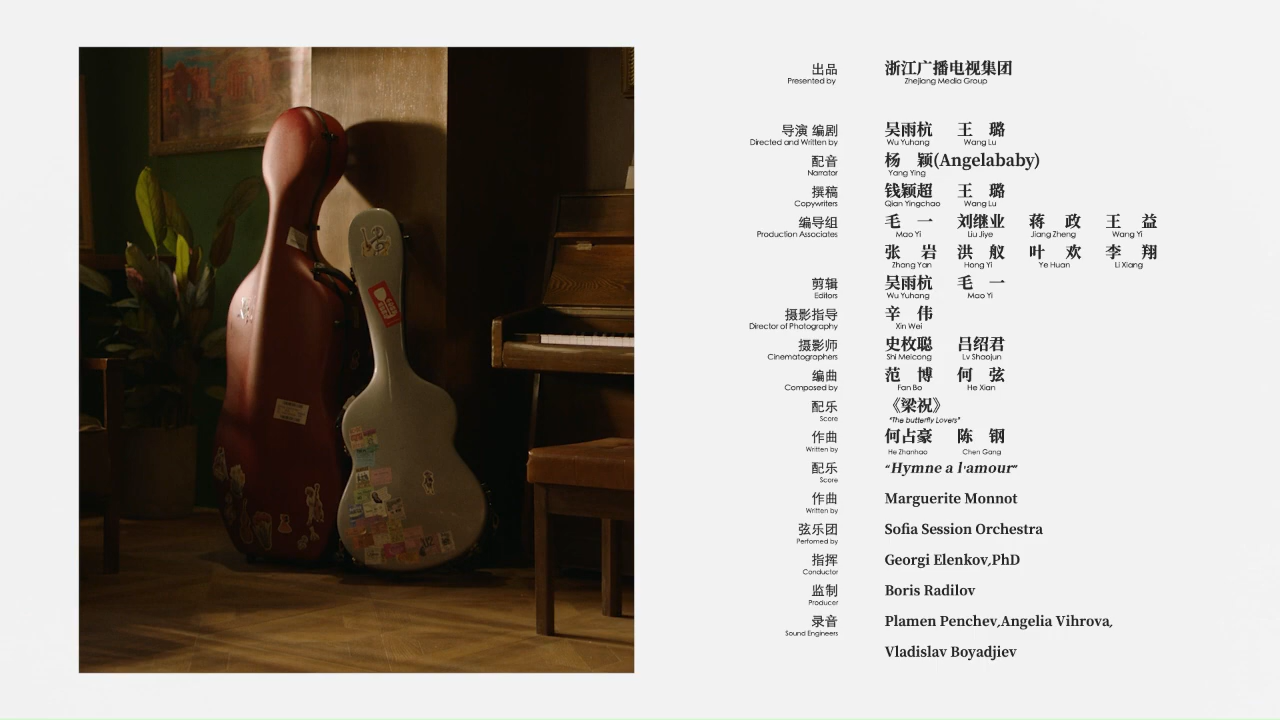 出品 浙江广播电视集团
Presented by Zhejiang Media Group
导演 编剧 吴雨杭 王 璐
Directed and Written by Wu Yuhang Wang Lu
配音 杨 颖(Angelababy)
Narrator Yang Ying
撰稿 钱颖超 王 璐
Copywriters Qian Yingchao Wang Lu
编导组 毛 一 刘继业 蒋 政 王 益
Production Associates Mao Yi Liu Jiye Jiang Zheng Wang Yi
张 岩 洪 舣 叶 欢 李 翔
Zhang Yan Hong Yi Ye Huan Li Xiang
剪辑 吴雨杭 毛 一
Editors Wu Yuhang Mao Yi
摄影指导 辛 伟
Director of Photography Xin Wei
摄影师 史枚聪 吕绍君
Cinematographers Shi Meicong Lv Shaojun
编曲 范 博 何 弦
Composed by Fan Bo He Xian
配乐 《梁祝》
Score "The butterfly Lovers"
作曲 何占豪 陈 钢
Written by He Zhanhao Chen Gang
配乐 "Hymne a l'amour"
Score
作曲 Marguerite Monnot
Written by
弦乐团 Sofia Session Orchestra
Perfomed by
指挥 Georgi Elenkov,PhD
Conductor
监制 Boris Radilov
Producer
录音 Plamen Penchev,Angelia Vihrova,
Sound Engineers
Vladislav Boyadjiev